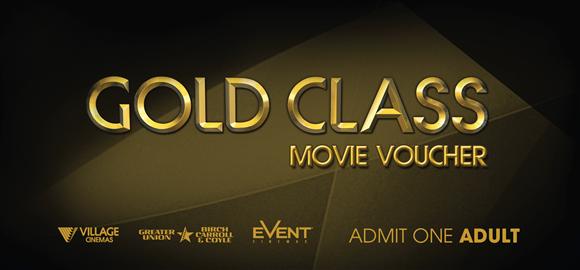 GOLD CLASS
MOVIE VOUCHER
VILLAGE
CINEMAS
GREATER
UNION
BIRCH
CARROLL
& COYLE
EVENT
CINEMAS
ADMIT ONE ADULT